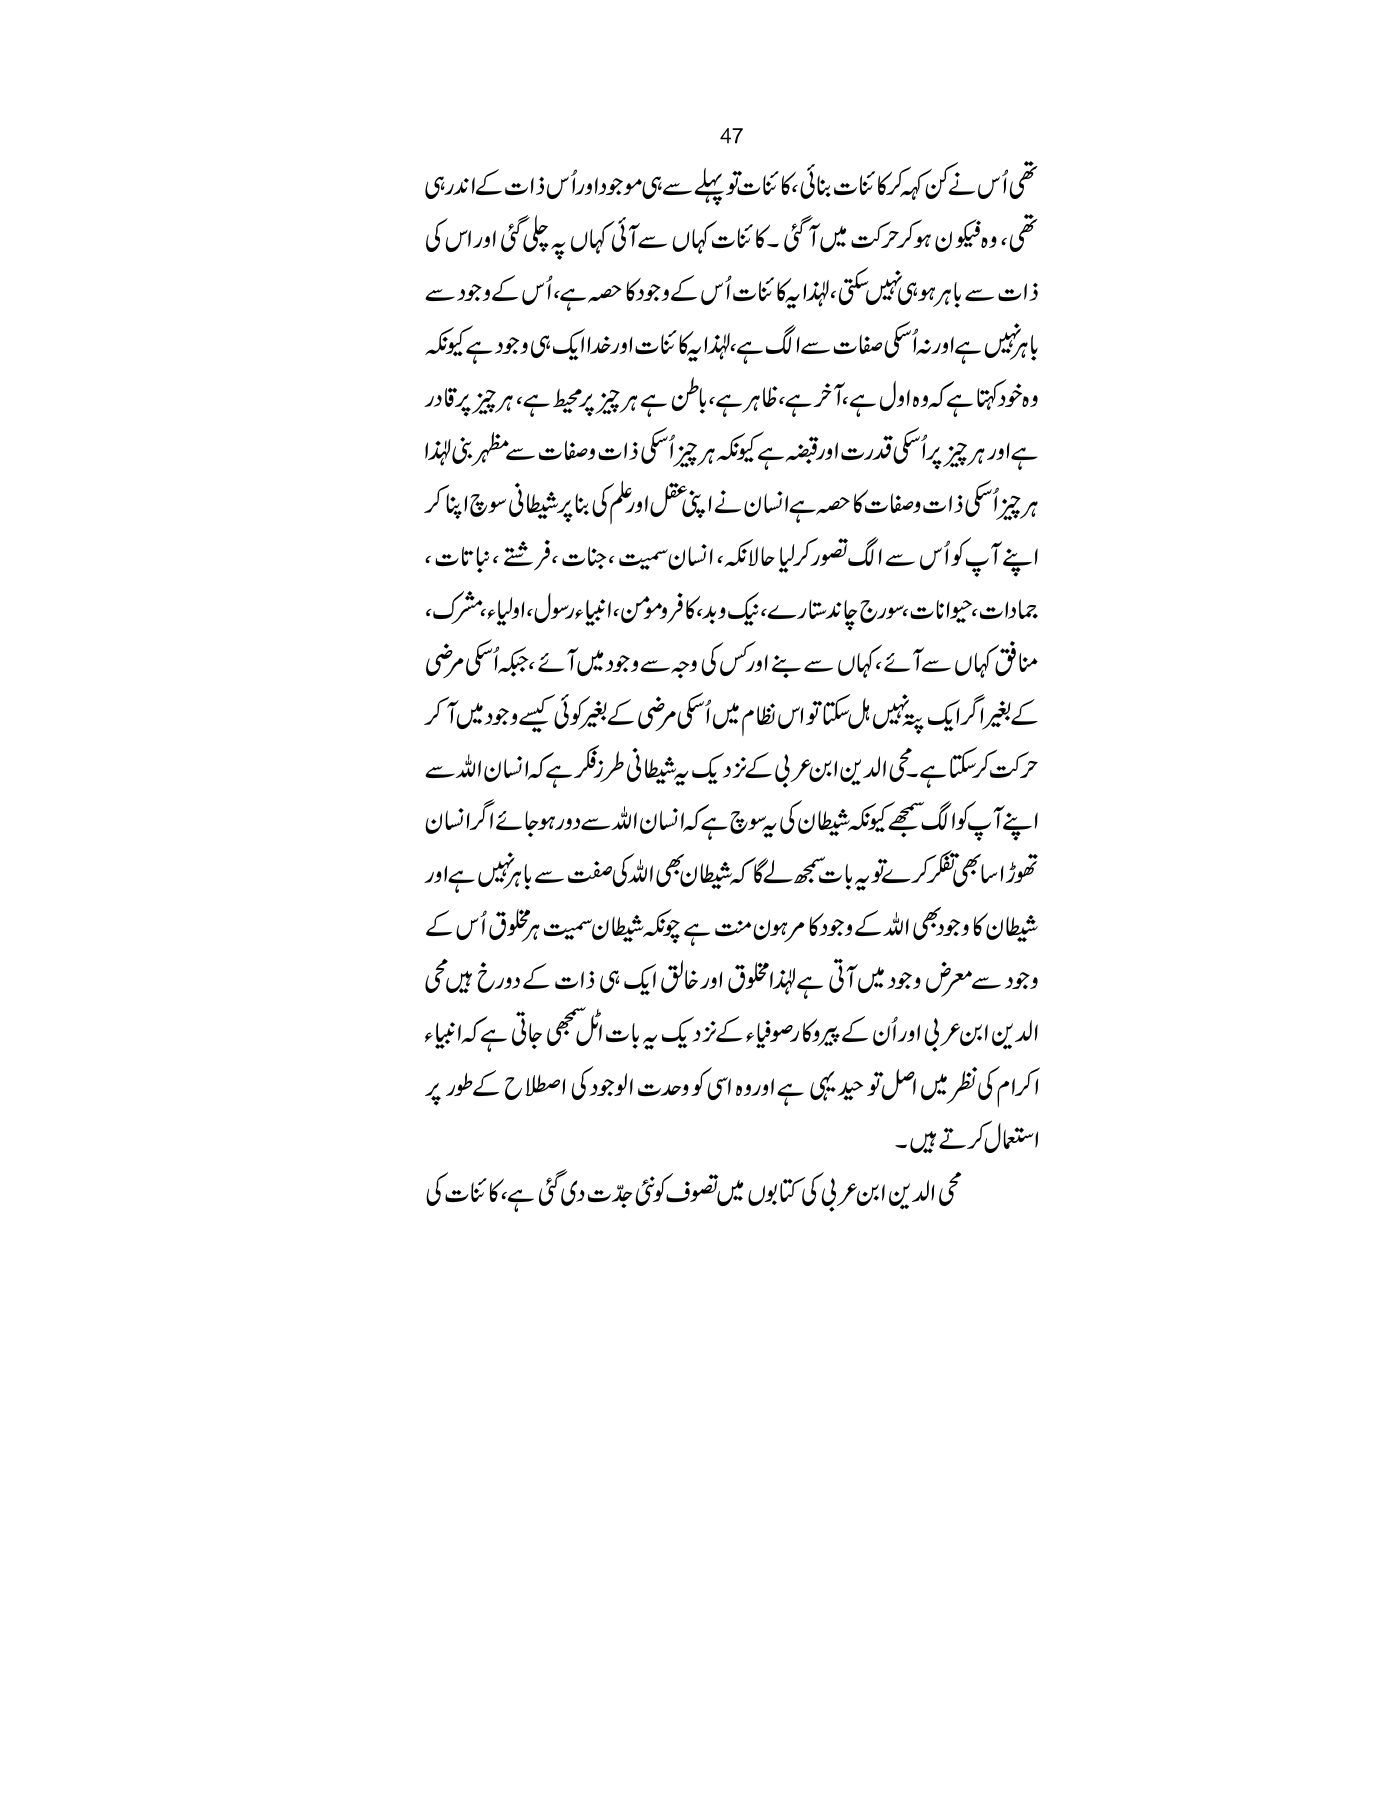 47
تھی اُس نے کن کہہ کر کائنات بنائی، کائنات تو پہلے سے ہی موجود اور اُس ذات کے اندر ہی
تھی، وہ فیکون ہو کر حرکت میں آگئی ۔ کائنات کہاں سے آئی کہاں پہ چلی گئی اور اس کی
ذات سے باہر ہو ہی نہیں سکتی، لہٰذا یہ کائنات اُس کے وجود کا حصہ ہے، اُس کے وجود سے
باہر نہیں ہے اور نہ اُسکی صفات سے الگ ہے، لہٰذا یہ کائنات اور خدا ایک ہی وجود ہے کیونکہ
وہ خود کہتا ہے کہ وہ اول ہے، آخر ہے، ظاہر ہے، باطن ہے ہر چیز پر محیط ہے، ہر چیز پر قادر
ہے اور ہر چیز پر اُسکی قدرت اور قبضہ ہے کیونکہ ہر چیز اُسکی ذات وصفات سے مظہر بنی لہٰذا
ہر چیز اُسکی ذات وصفات کا حصہ ہے انسان نے اپنی عقل اور علم کی بنا پر شیطانی سوچ اپنا کر
اپنے آپ کو اُس سے الگ تصور کر لیا حالانکہ، انسان سمیت ، جنات ، فرشتے ، نباتات ،
جمادات، حیوانات، سورج چاند ستارے، نیک و بد، کافر و مومن، انبیاء رسول، اولیاء، مشرک،
منافق کہاں سے آئے، کہاں سے بنے اور کس کی وجہ سے وجود میں آئے ، جبکہ اُسکی مرضی
کے بغیر اگر ایک پتہ نہیں ہل سکتا تو اس نظام میں اُسکی مرضی کے بغیر کوئی کیسے وجود میں آ کر
حرکت کر سکتا ہے۔ محی الدین ابن عربی کے نزدیک یہ شیطانی طرز فکر ہے کہ انسان اللہ سے
اپنے آپ کو الگ سمجھے کیونکہ شیطان کی یہ سوچ ہے کہ انسان اللہ سے دور ہو جائے اگر انسان
تھوڑا سا بھی تفکر کرے تو یہ بات سمجھ لے گا کہ شیطان بھی اللہ کی صفت سے باہر نہیں ہے اور
شیطان کا وجود بھی اللہ کے وجود کا مرہون منت ہے چونکہ شیطان سمیت ہر مخلوق اُس کے
وجود سے معرض وجود میں آتی ہے لہٰذا مخلوق اور خالق ایک ہی ذات کے دورخ ہیں محی
الدین ابن عربی اور اُن کے پیروکار صوفیاء کے نزدیک یہ بات اٹل سمجھی جاتی ہے کہ انبیاء
اکرام کی نظر میں اصل تو حید یہی ہے اور وہ اسی کو وحدت الوجود کی اصطلاح کے طور پر
استعمال کرتے ہیں ۔
محی الدین ابن عربی کی کتابوں میں تصوف کو نئی جدّت دی گئی ہے، کائنات کی